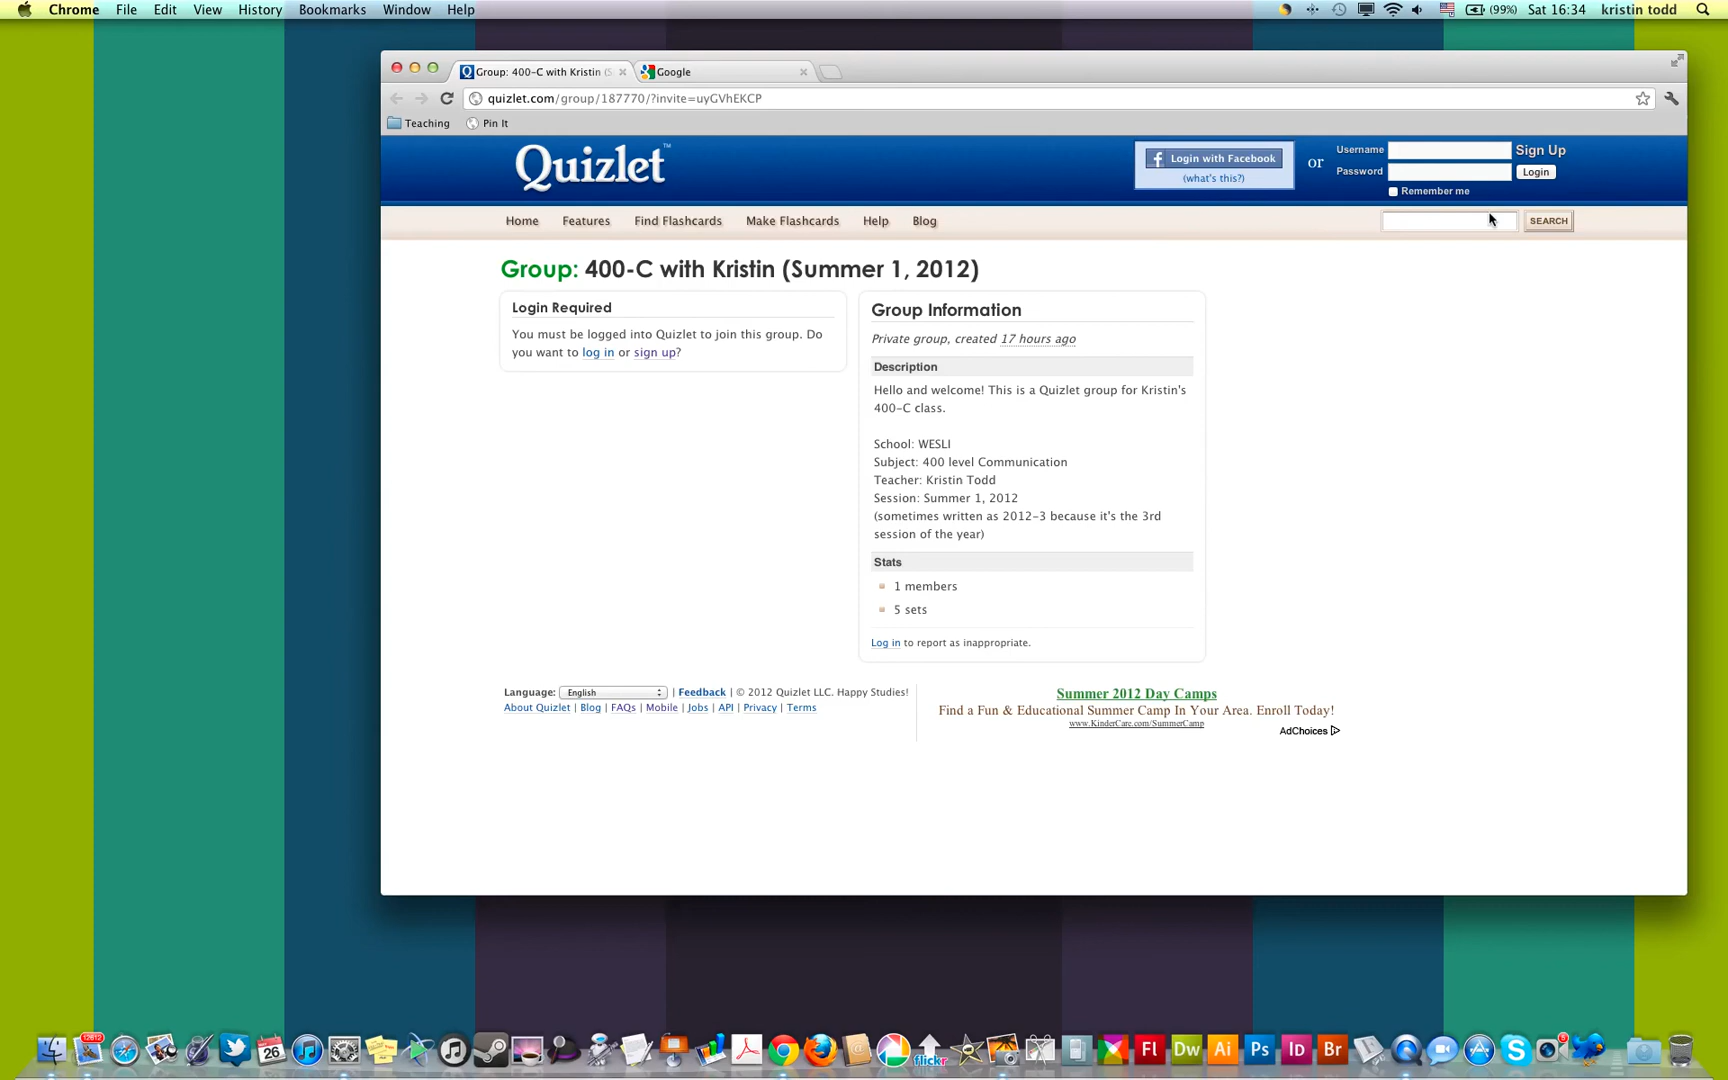 Chrome File Edit View History Bookmarks Window Help (99%) Sat 16:34 kristin todd
Group: 400-C with Kristin (S Google
quizlet.com/group/187770/?invite=uyGVhEKCP
Teaching Pin It
Quizlet™
Login with Facebook
(what's this?)
or
Username Sign Up
Password Login
Remember me
Home Features Find Flashcards Make Flashcards Help Blog SEARCH
Group: 400-C with Kristin (Summer 1, 2012)
Login Required
You must be logged into Quizlet to join this group. Do
you want to log in or sign up?
Group Information
Private group, created 17 hours ago
Description
Hello and welcome! This is a Quizlet group for Kristin's
400-C class.
School: WESLI
Subject: 400 level Communication
Teacher: Kristin Todd
Session: Summer 1, 2012
(sometimes written as 2012-3 because it's the 3rd
session of the year)
Stats
1 members
5 sets
Log in to report as inappropriate.
Language: English | Feedback | © 2012 Quizlet LLC. Happy Studies!
About Quizlet | Blog | FAQs | Mobile | Jobs | API | Privacy | Terms
Summer 2012 Day Camps
Find a Fun & Educational Summer Camp In Your Area. Enroll Today!
www.KinderCare.com/SummerCamp
AdChoices
12612 26 flickr Fl Dw Ai Ps Id Br